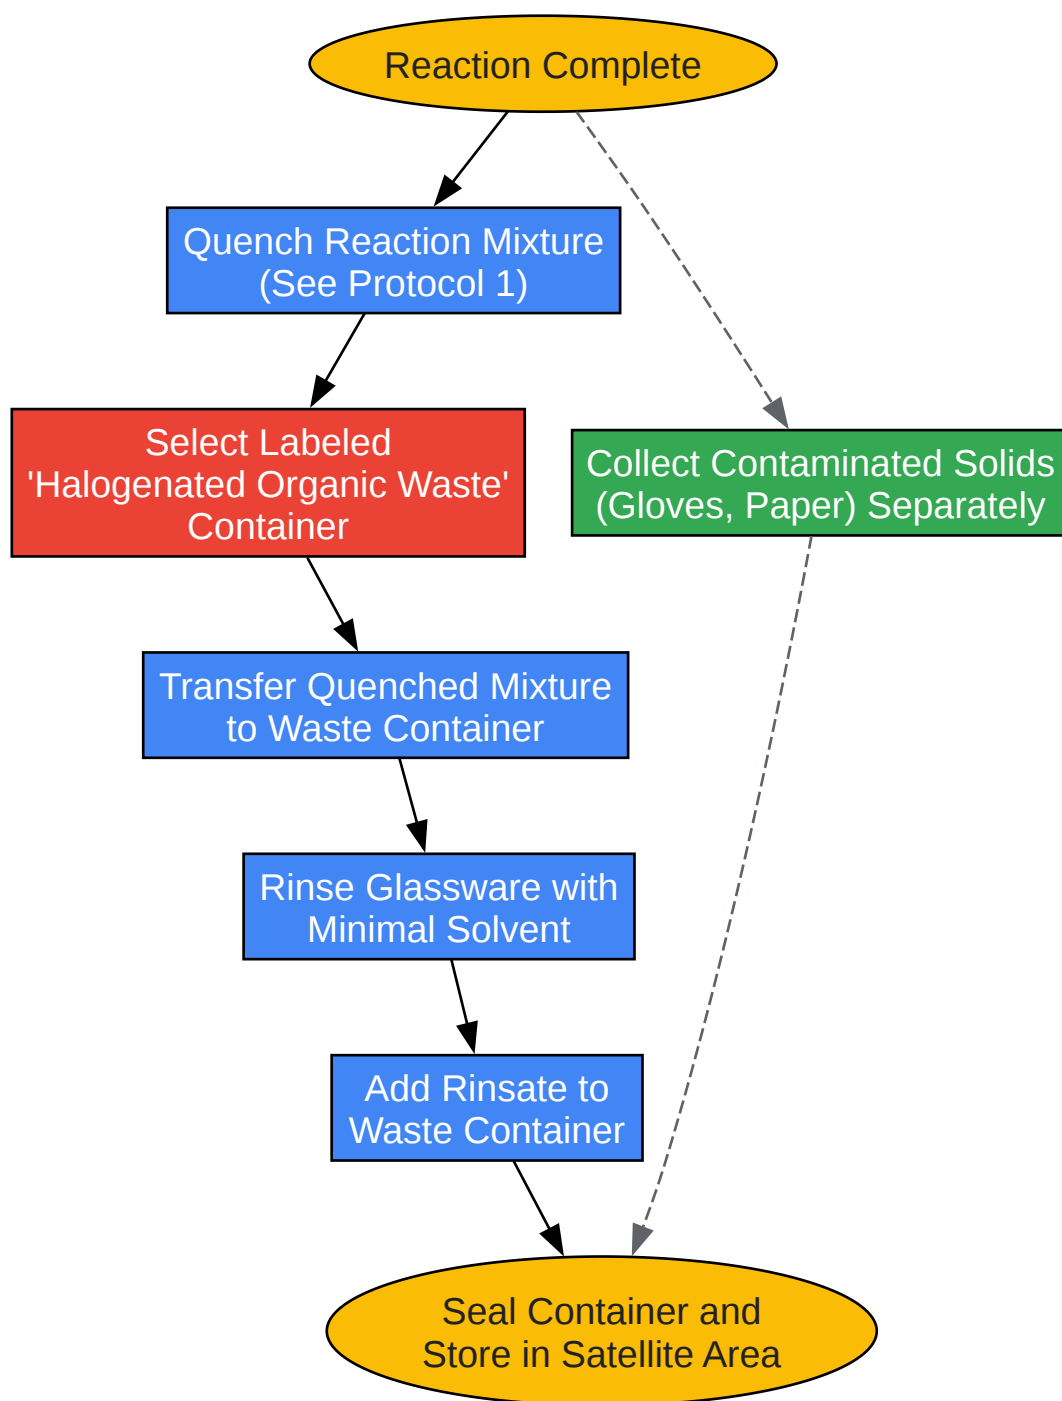 Reaction Complete
Quench Reaction Mixture
(See Protocol 1)
Select Labeled
'Halogenated Organic Waste'
Container
Collect Contaminated Solids
(Gloves, Paper) Separately
Transfer Quenched Mixture
to Waste Container
Rinse Glassware with
Minimal Solvent
Add Rinsate to
Waste Container
Seal Container and
Store in Satellite Area